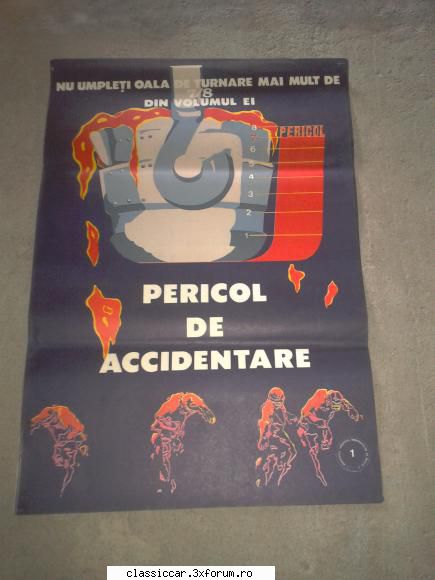 NU UMPLEȚI OALA DE TURNARE MAI MULT DE
7/8
DIN VOLUMUL EI
PERICOL
8
7
6
5
4
3
2
1
PERICOL
DE
ACCIDENTARE
1
classiccar.3xforum.ro